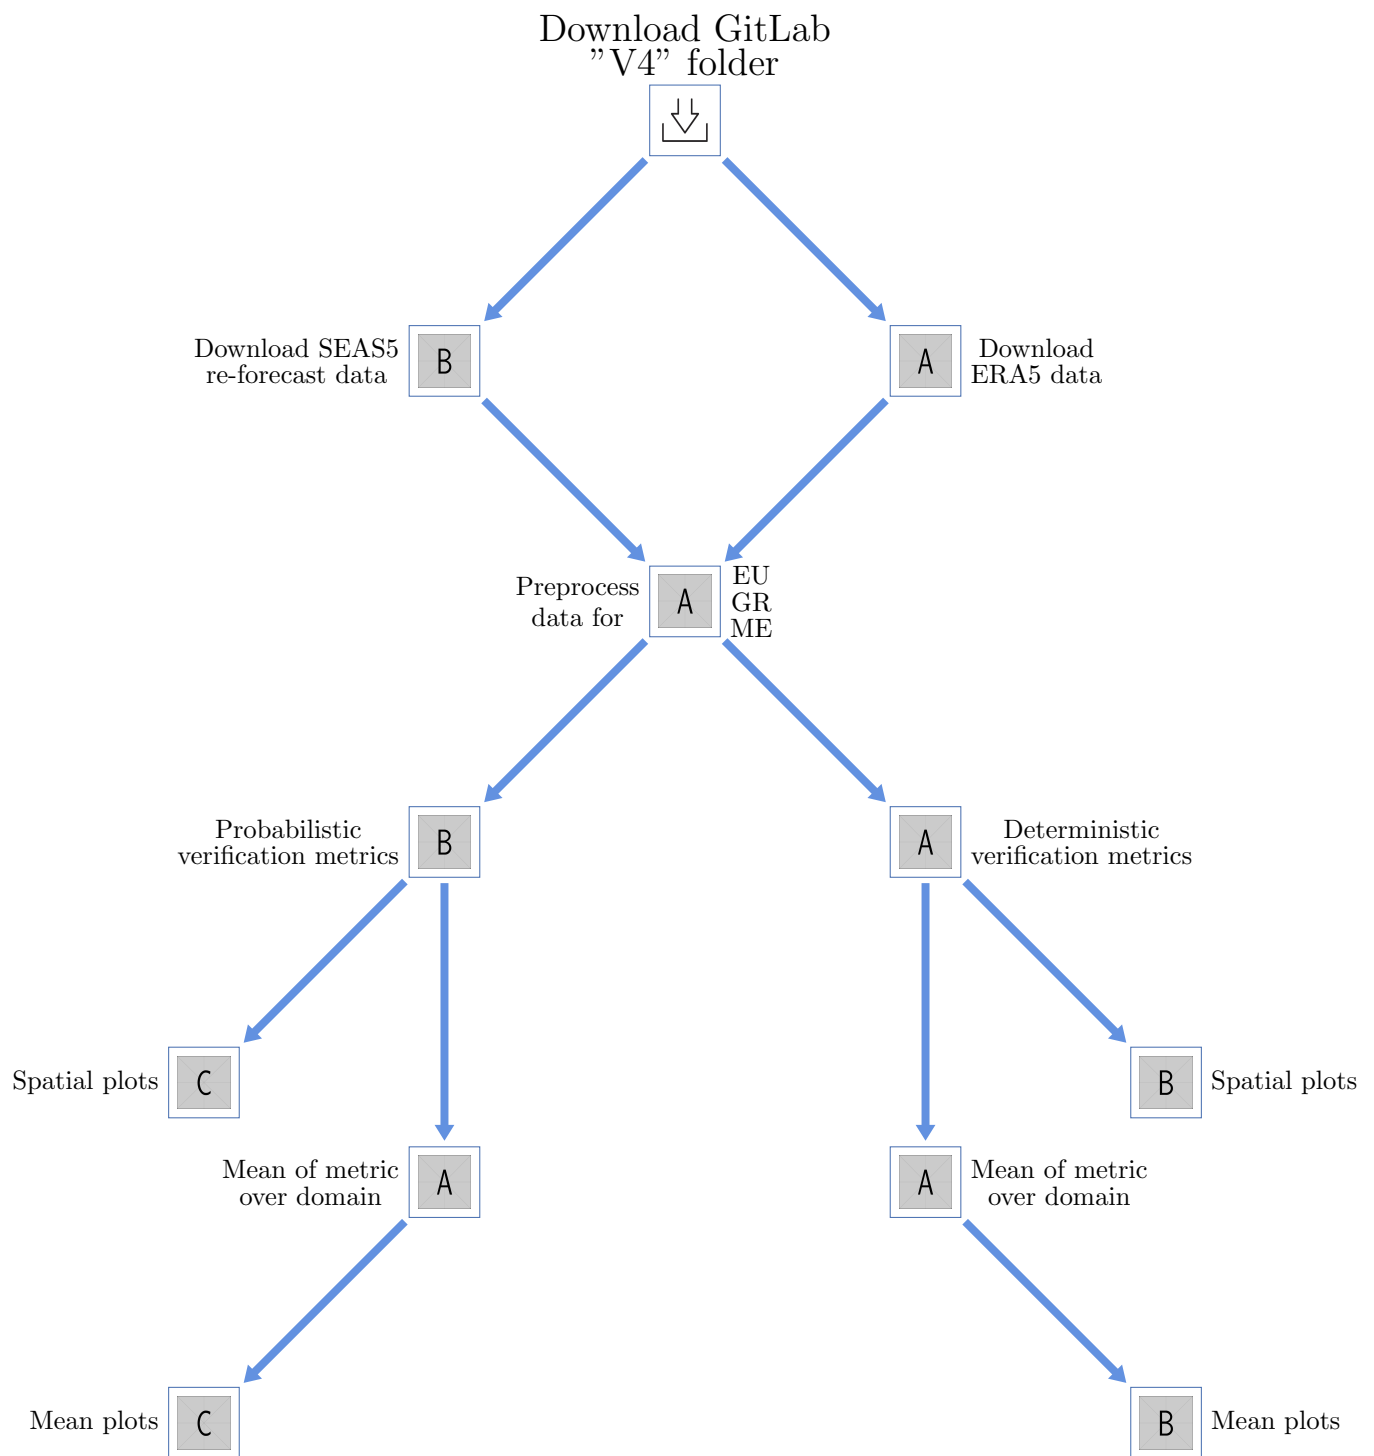 Download GitLab
”V4” folder
Download SEAS5
re-forecast data
B
A
Download
ERA5 data
Preprocess
data for
A
EU
GR
ME
Probabilistic
verification metrics
B
A
Deterministic
verification metrics
Spatial plots
C
B
Spatial plots
Mean of metric
over domain
A
A
Mean of metric
over domain
Mean plots
C
B
Mean plots